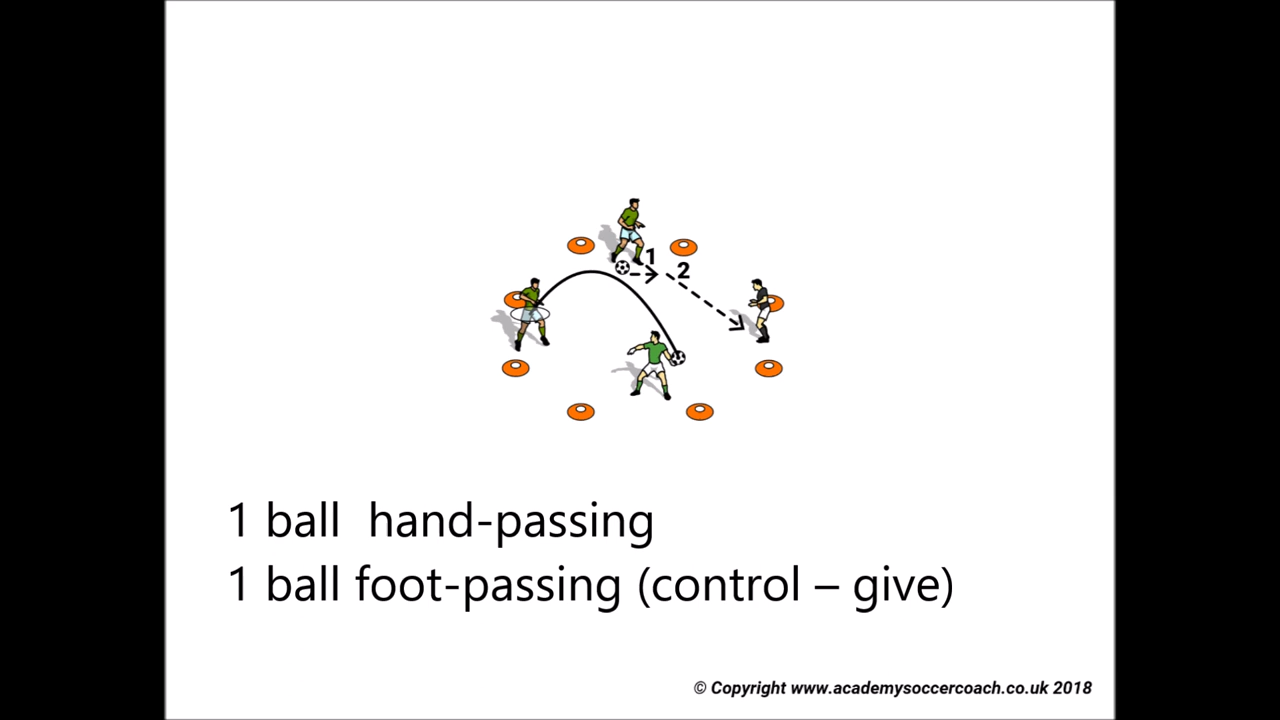 1
2
1 ball  hand-passing
1 ball foot-passing (control – give)
© Copyright www.academysoccercoach.co.uk 2018